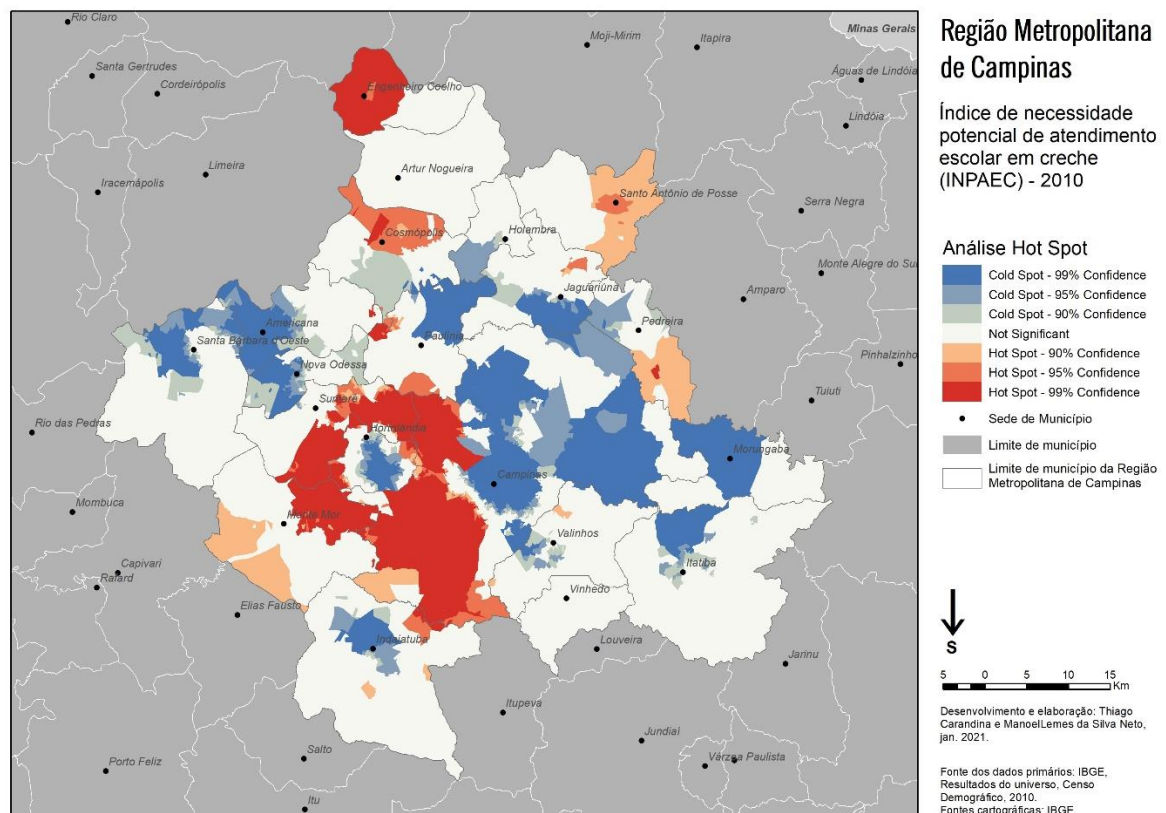 Rio Claro
Minas Gerais
Moji-Mirim
Itapira
Santa Gertrudes
Cordeirópolis
Engenheiro Coelho
Águas de Lindóia
Lindóia
Limeira
Artur Nogueira
Iracemápolis
Santo Antônio de Posse
Serra Negra
Cosmópolis
Holambra
Monte Alegre do Su
Jaguariúna
Amparo
Americana
Pedreira
Santa Bárbara d'Oeste
Paulínia
Nova Odessa
Pinhalzinho
Sumaré
Tuiuti
Rio das Pedras
Hortolândia
Morungaba
Campinas
Mombuca
Monte Mor
Valinhos
Capivari
Itatiba
Rafard
Vinhedo
Elias Fausto
Indaiatuba
Louveira
Jarinu
Itupeva
Jundiaí
Salto
Várzea Paulista
Porto Feliz
Itu
Região Metropolitana
de Campinas
Índice de necessidade
potencial de atendimento
escolar em creche
(INPAEC) - 2010
Análise Hot Spot
Cold Spot - 99% Confidence
Cold Spot - 95% Confidence
Cold Spot - 90% Confidence
Not Significant
Hot Spot - 90% Confidence
Hot Spot - 95% Confidence
Hot Spot - 99% Confidence
Sede de Município
Limite de município
Limite de município da Região
Metropolitana de Campinas
S
5 0 5 10 15
Km
Desenvolvimento e elaboração: Thiago
Carandina e ManoelLemes da Silva Neto,
jan. 2021.
Fonte dos dados primários: IBGE,
Resultados do universo, Censo
Demográfico, 2010.
Fontes cartográficas: IBGE